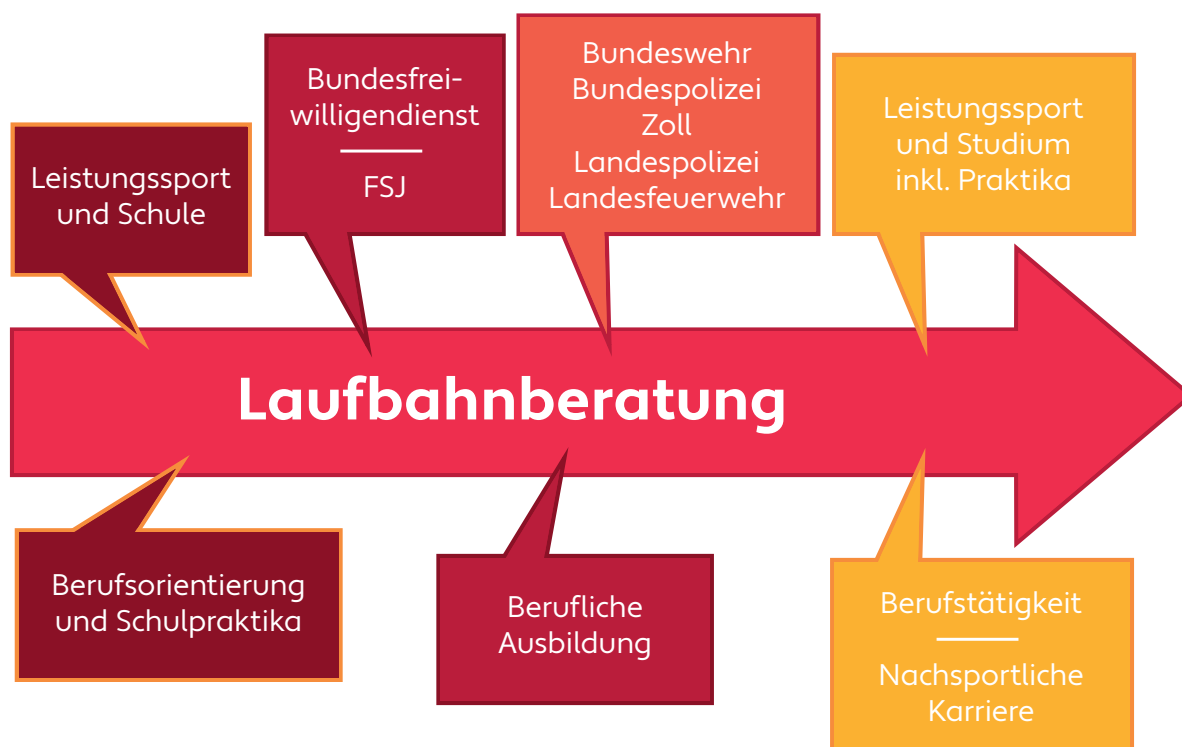 Leistungssport
und Schule
Bundesfrei-
willigendienst
FSJ
Bundeswehr
Bundespolizei
Zoll
Landespolizei
Landesfeuerwehr
Leistungssport
und Studium
inkl. Praktika
Laufbahnberatung
Berufsorientierung
und Schulpraktika
Berufliche
Ausbildung
Berufstätigkeit
Nachsportliche
Karriere